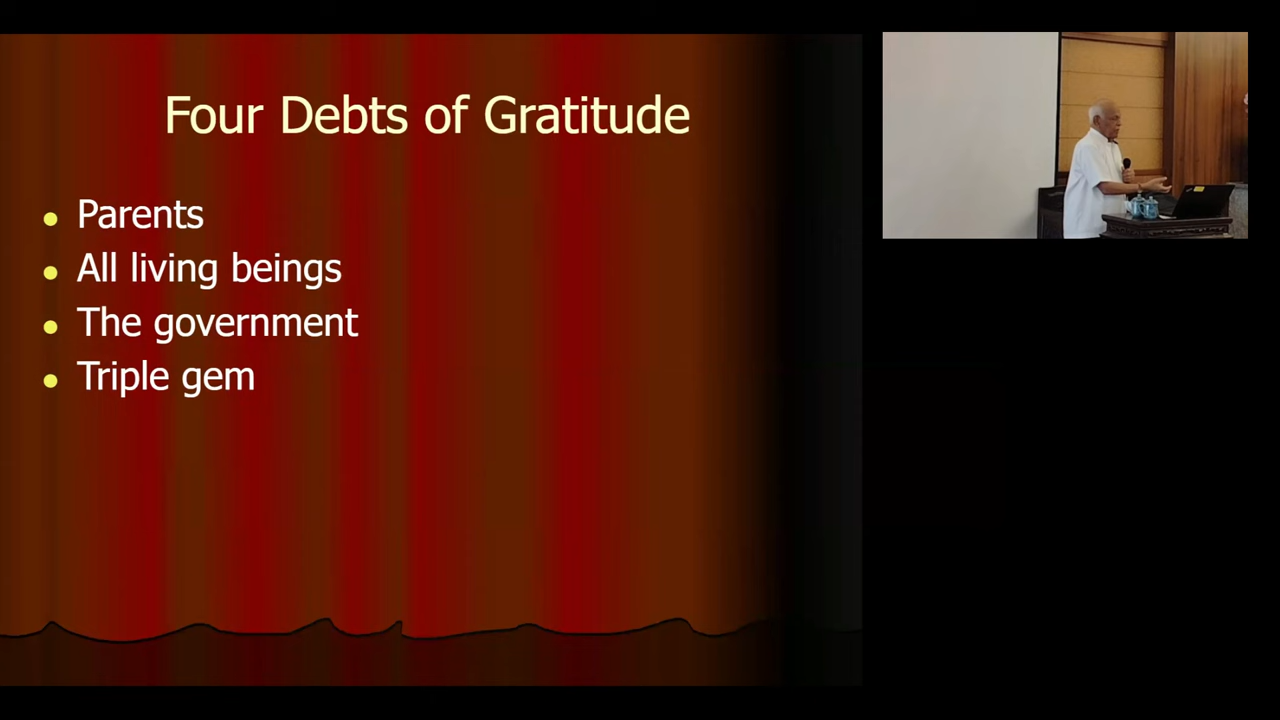 Four Debts of Gratitude
Parents
All living beings
The government
Triple gem